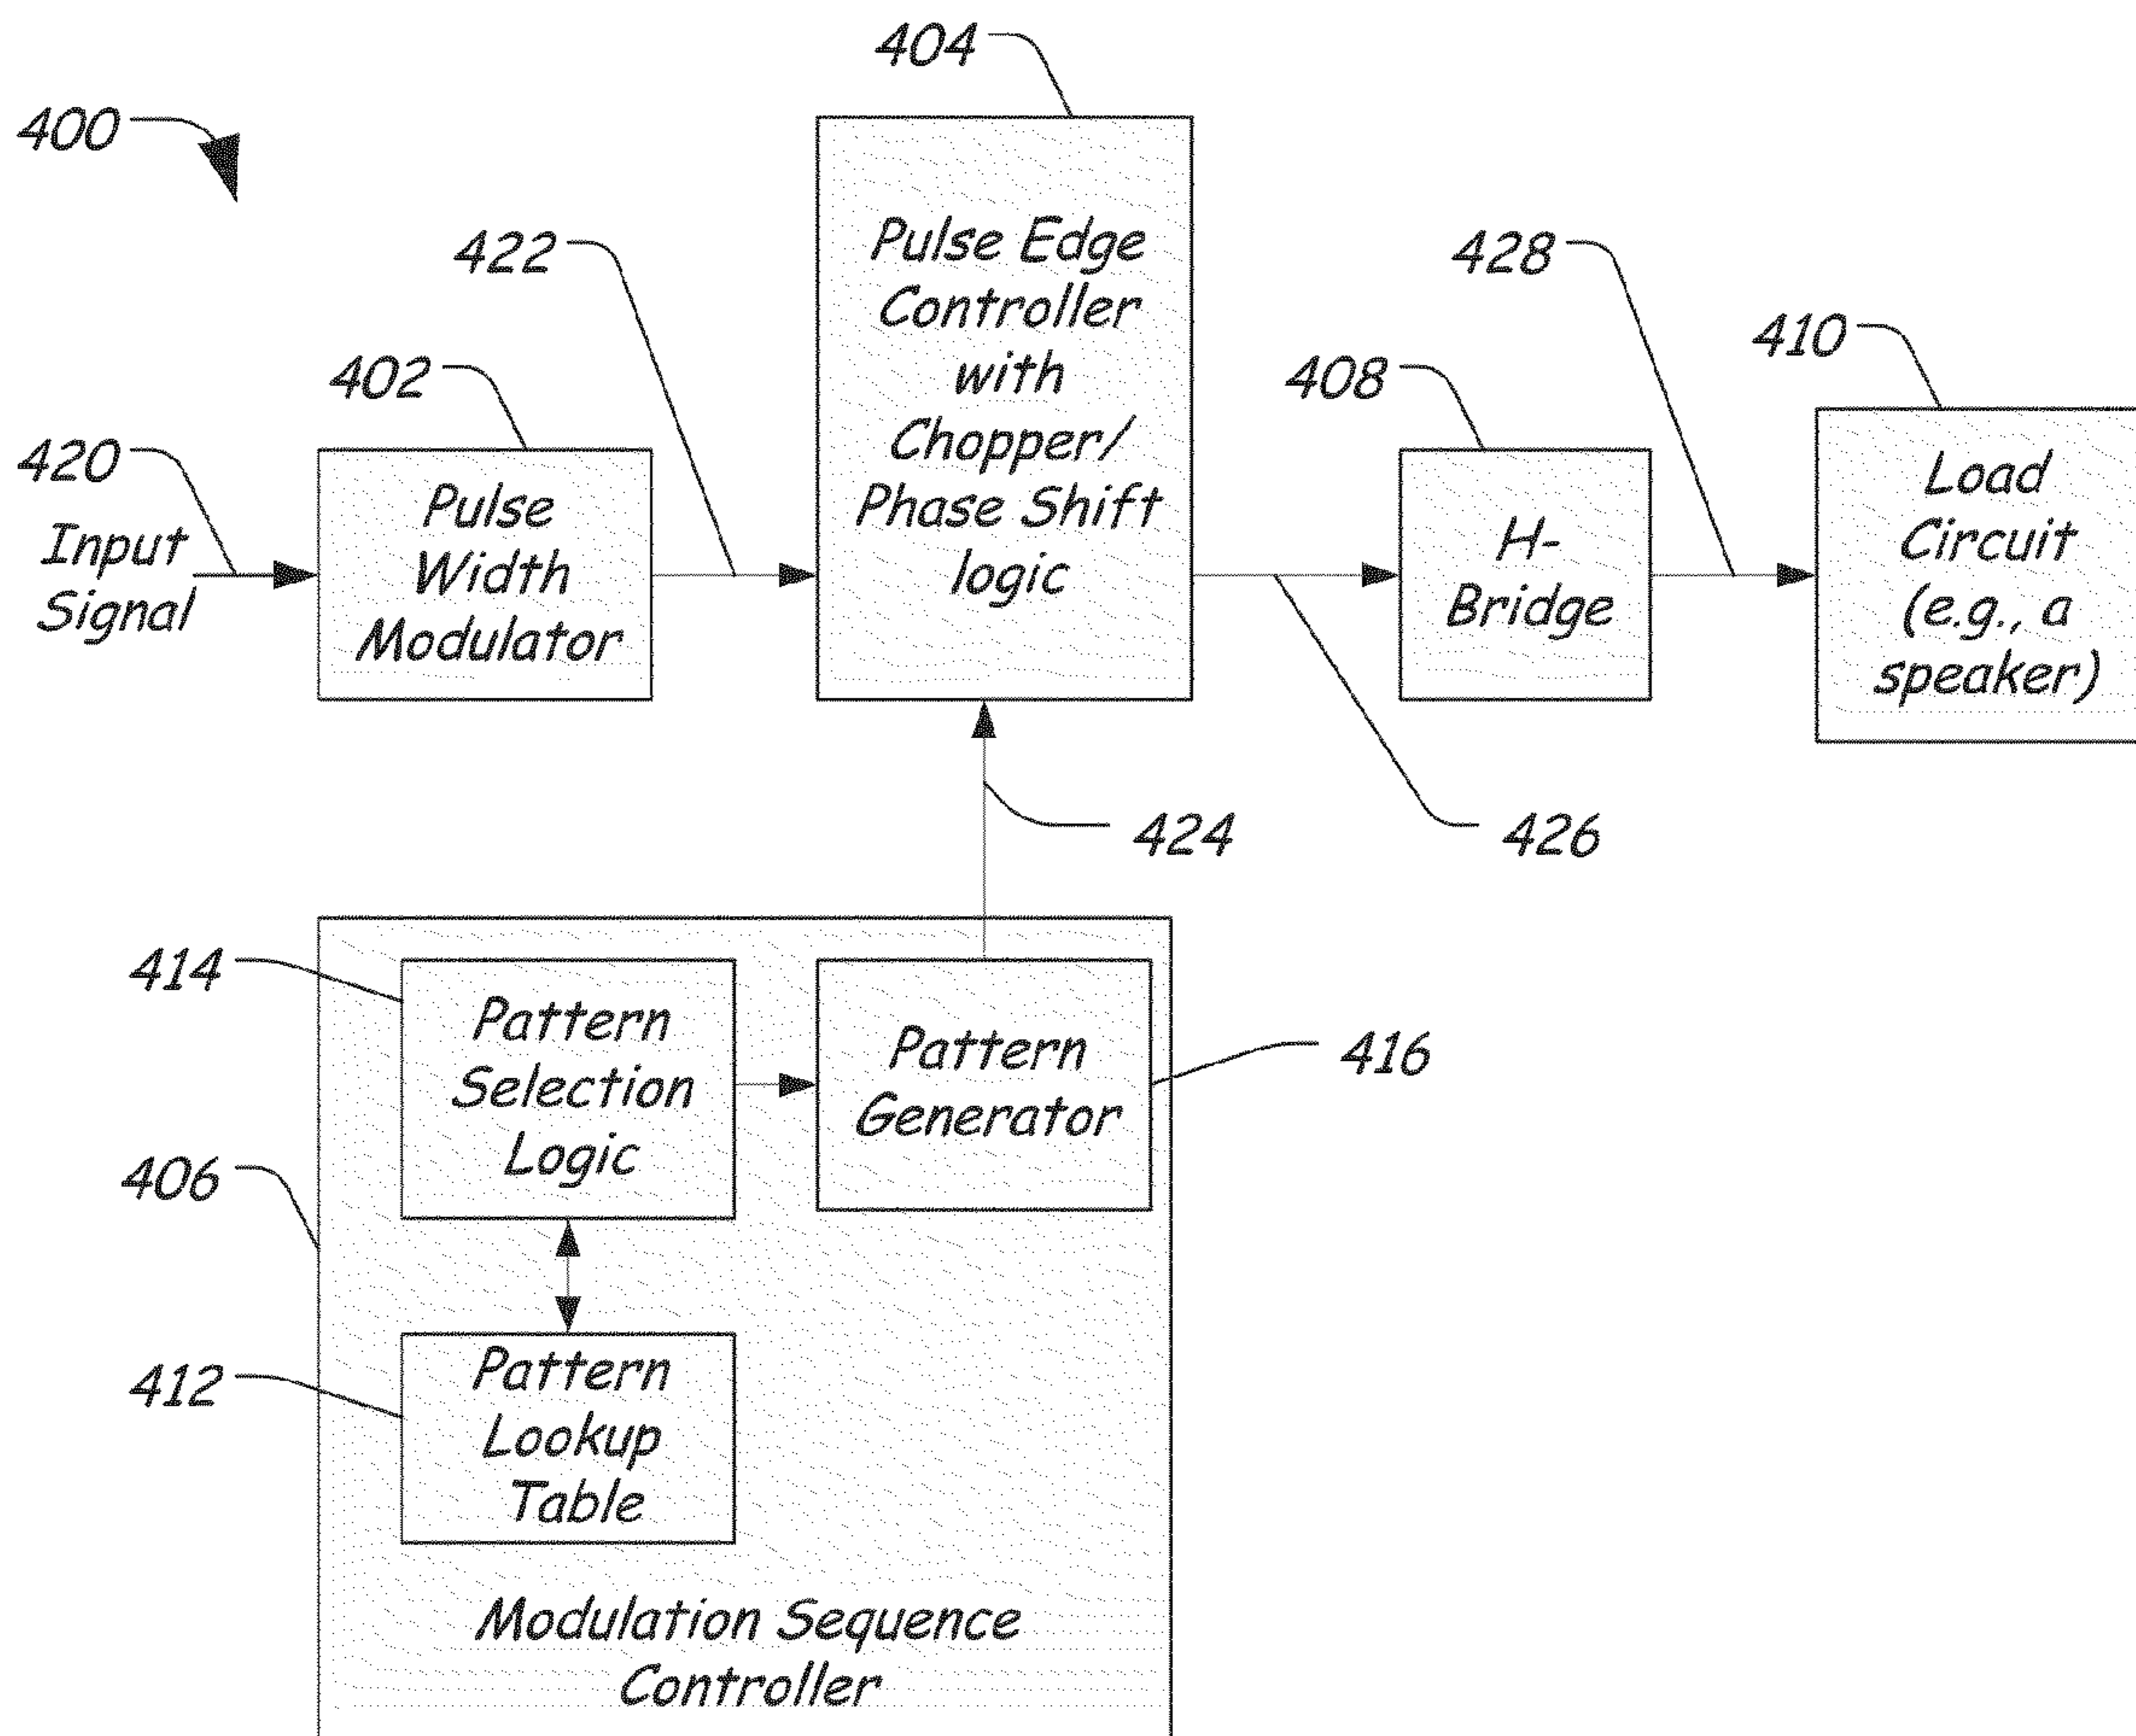 404
400
422
428
410
402
408
420
Input
Signal
Pulse
Width
Modulator
Pulse Edge
Controller
with
Chopper/
Phase Shift
logic
H-
Bridge
Load
Circuit
(e.g., a
speaker)
424
426
414
Pattern
Selection
Logic
Pattern
Generator
416
406
412
Pattern
Lookup
Table
Modulation Sequence
Controller